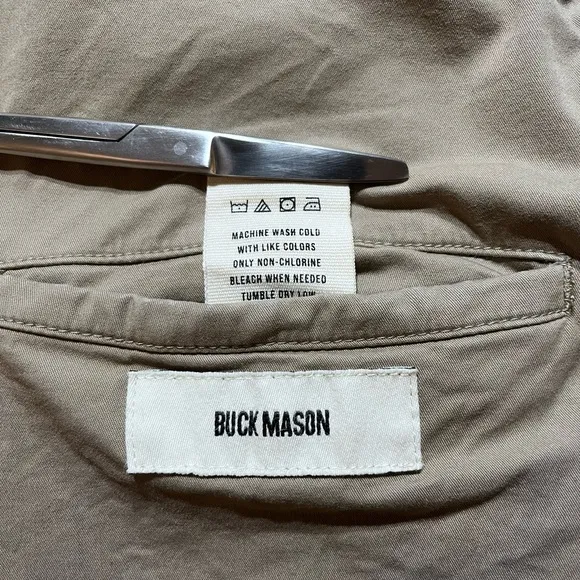 MACHINE WASH COLD
WITH LIKE COLORS
ONLY NON-CHLORINE
BLEACH WHEN NEEDED
TUMBLE DRY LOW
BUCK MASON